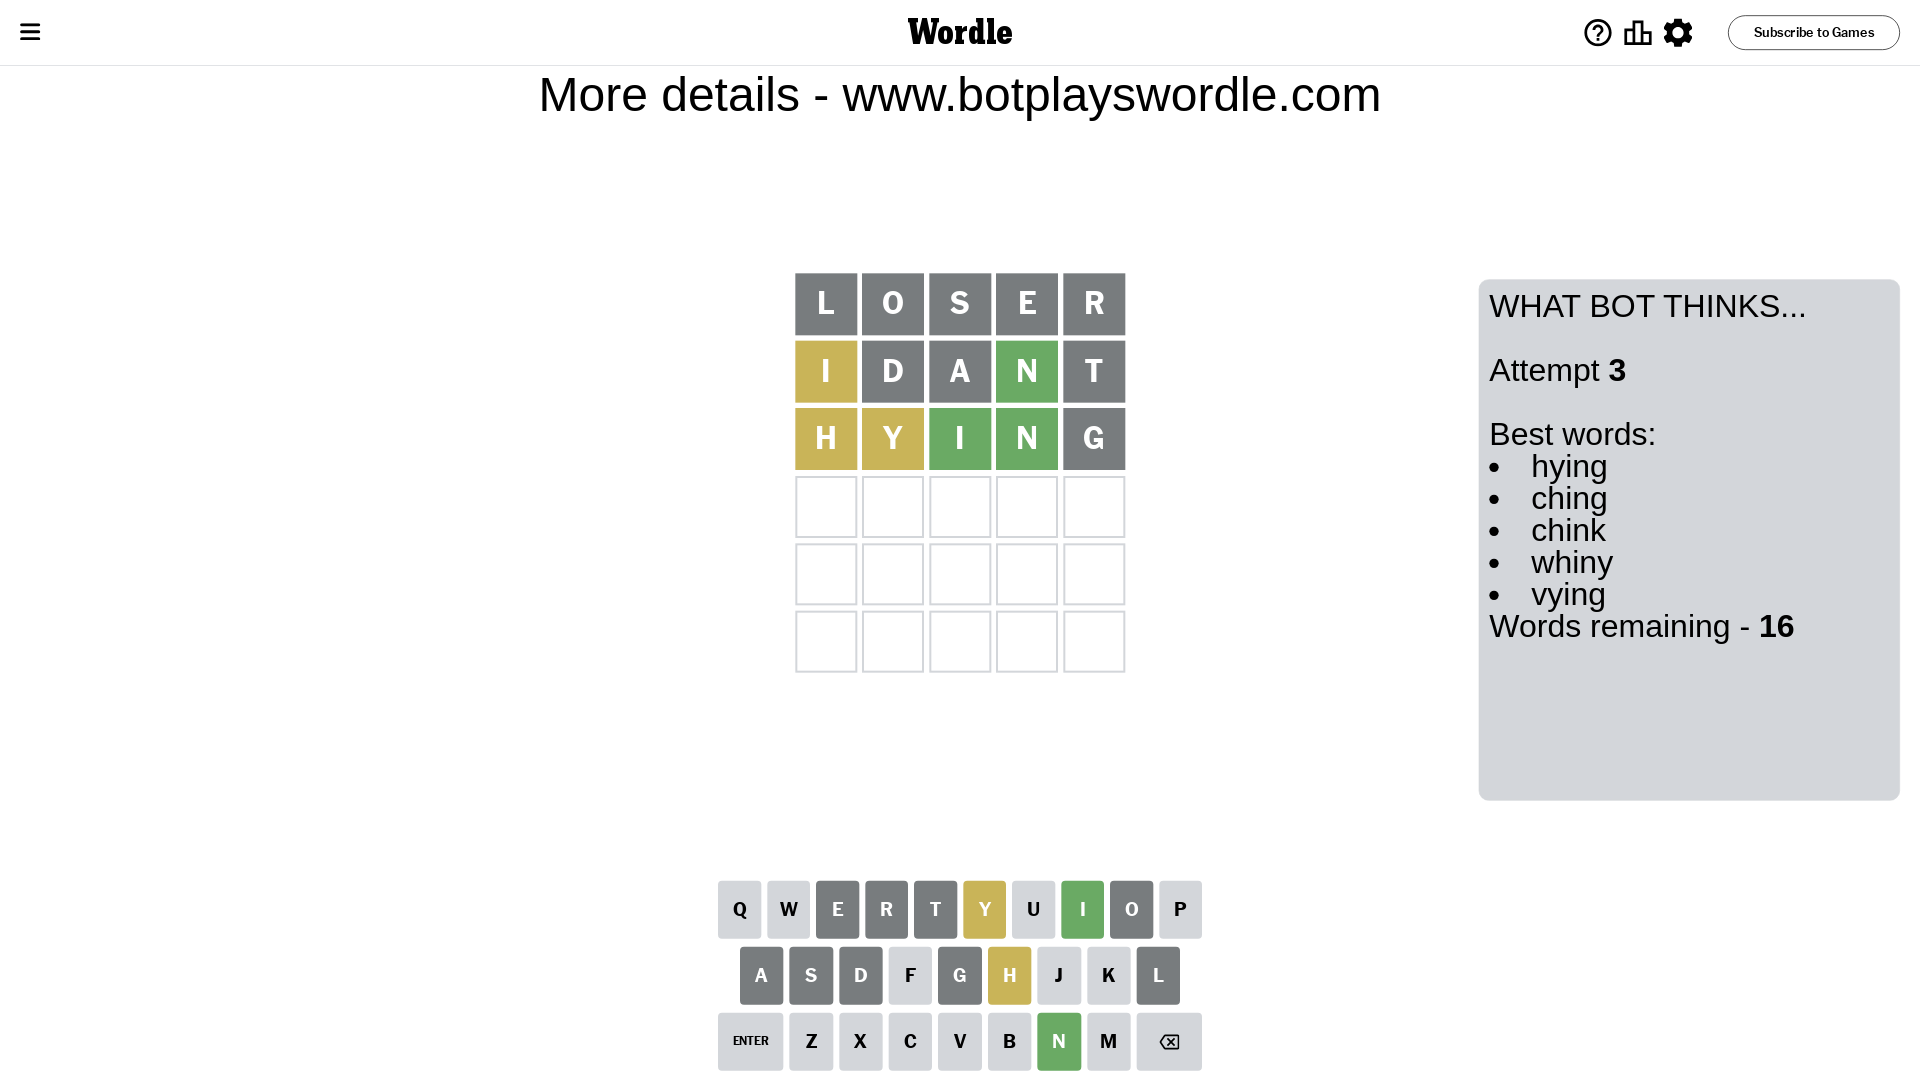 Wordle
Subscribe to Games
More details - www.botplayswordle.com
L O S E R
I D A N T
H Y I N G
WHAT BOT THINKS...
Attempt 3
Best words:
• hying
• ching
• chink
• whiny
• vying
Words remaining - 16
Q W E R T Y U I O P
A S D F G H J K L
ENTER Z X C V B N M